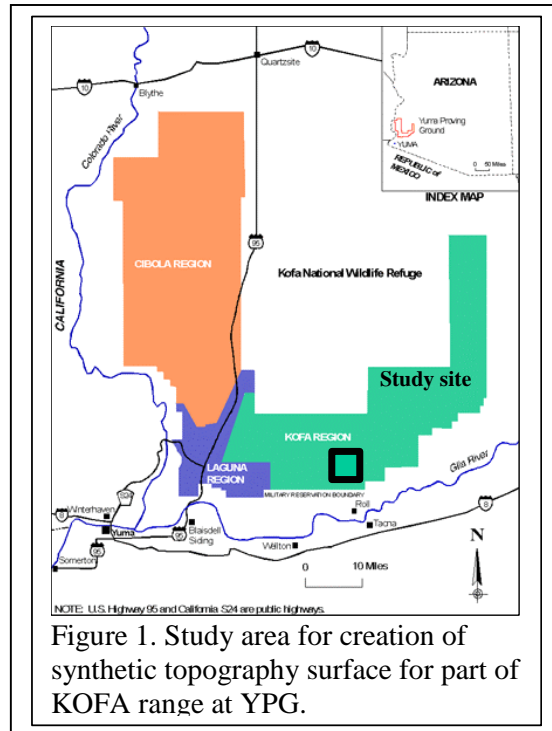 10
Quartzsite
10
Blythe
ARIZONA
Yuma Proving
Ground
YUMA
REPUBLIC of
MEXICO
0 50 Miles
INDEX MAP
Colorado River
95
CIBOLA REGION
Kofa National Wildlife Refuge
CALIFORNIA
Study site
KOFA REGION
LAGUNA
REGION
Gila River
MILITARY RESERVATION BOUNDARY
S24
Winterhaven
Roll
8
8
Yuma
Blaisdell
Siding
Tacna
95
Wellton
N
95
Somerton
0 10 Miles
NOTE: U.S. Highway 95 and California S24 are public highways.
Figure 1. Study area for creation of
synthetic topography surface for part of
KOFA range at YPG.